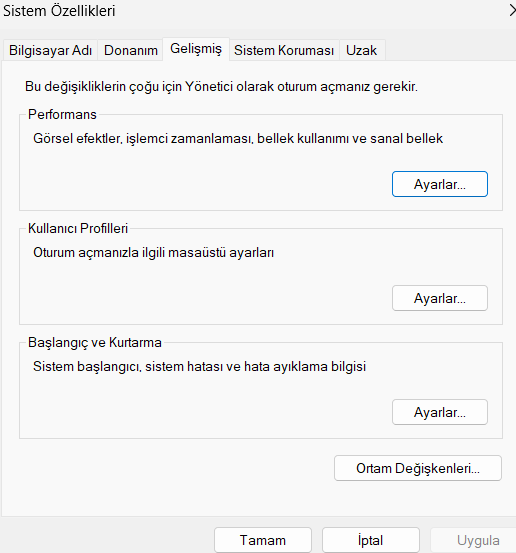 Sistem Özellikleri
Bilgisayar Adı Donanım Gelişmiş Sistem Koruması Uzak
Bu değişikliklerin çoğu için Yönetici olarak oturum açmanız gerekir.
Performans
Görsel efektler, işlemci zamanlaması, bellek kullanımı ve sanal bellek
Ayarlar...
Kullanıcı Profilleri
Oturum açmanızla ilgili masaüstü ayarları
Ayarlar...
Başlangıç ve Kurtarma
Sistem başlangıcı, sistem hatası ve hata ayıklama bilgisi
Ayarlar...
Ortam Değişkenleri...
Tamam İptal Uygula